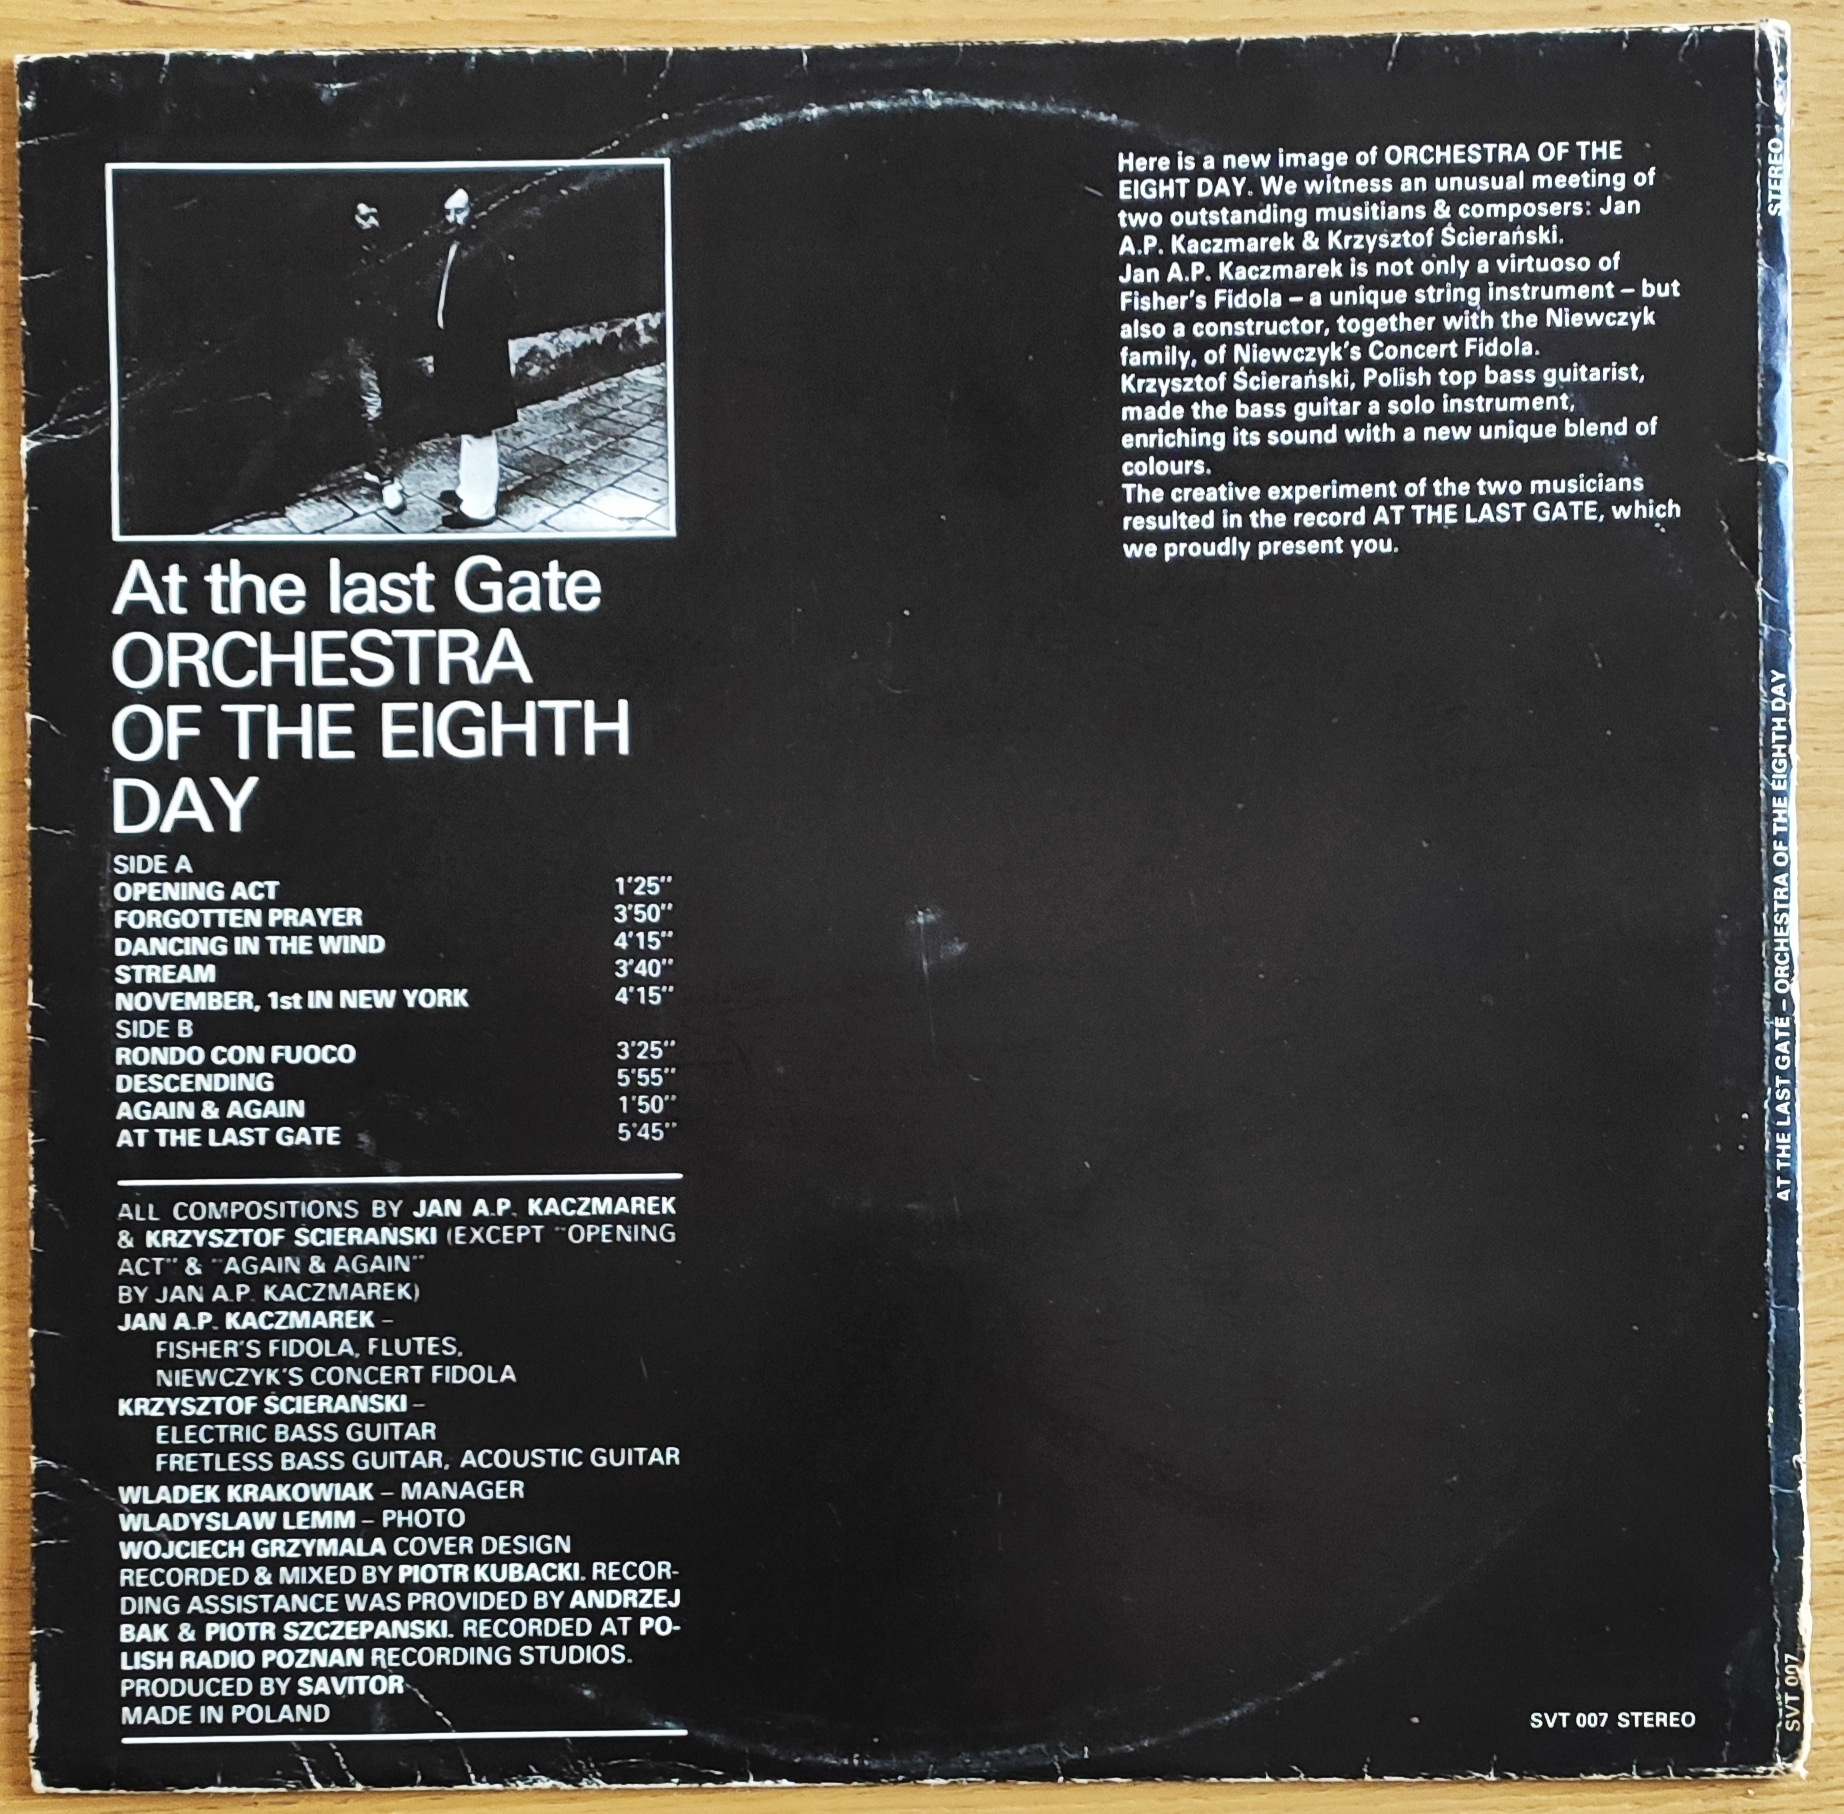 Here is a new image of ORCHESTRA OF THE
EIGHT DAY. We witness an unusual meeting of
two outstanding musitians & composers: Jan
A.P. Kaczmarek & Krzysztof Ścierański.
Jan A.P. Kaczmarek is not only a virtuoso of
Fisher's Fidola – a unique string instrument – but
also a constructor, together with the Niewczyk
family, of Niewczyk's Concert Fidola.
Krzysztof Ścierański, Polish top bass guitarist,
made the bass guitar a solo instrument,
enriching its sound with a new unique blend of
colours.
The creative experiment of the two musicians
resulted in the record AT THE LAST GATE, which
we proudly present you.
At the last Gate
ORCHESTRA
OF THE EIGHTH
DAY
SIDE A
OPENING ACT 1'25''
FORGOTTEN PRAYER 3'50''
DANCING IN THE WIND 4'15''
STREAM 3'40''
NOVEMBER, 1st IN NEW YORK 4'15''
SIDE B
RONDO CON FUOCO 3'25''
DESCENDING 5'55''
AGAIN & AGAIN 1'50''
AT THE LAST GATE 5'45''
ALL COMPOSITIONS BY JAN A.P. KACZMAREK
& KRZYSZTOF ŚCIERANSKI (EXCEPT "OPENING
ACT" & "AGAIN & AGAIN"
BY JAN A.P. KACZMAREK)
JAN A.P. KACZMAREK –
FISHER'S FIDOLA, FLUTES,
NIEWCZYK'S CONCERT FIDOLA
KRZYSZTOF ŚCIERANSKI –
ELECTRIC BASS GUITAR
FRETLESS BASS GUITAR, ACOUSTIC GUITAR
WLADEK KRAKOWIAK – MANAGER
WLADYSLAW LEMM – PHOTO
WOJCIECH GRZYMALA COVER DESIGN
RECORDED & MIXED BY PIOTR KUBACKI. RECOR-
DING ASSISTANCE WAS PROVIDED BY ANDRZEJ
BAK & PIOTR SZCZEPANSKI. RECORDED AT PO-
LISH RADIO POZNAN RECORDING STUDIOS.
PRODUCED BY SAVITOR
MADE IN POLAND
SVT 007 STEREO
STEREO
AT THE LAST GATE – ORCHESTRA OF THE EIGHTH DAY
SVT 007